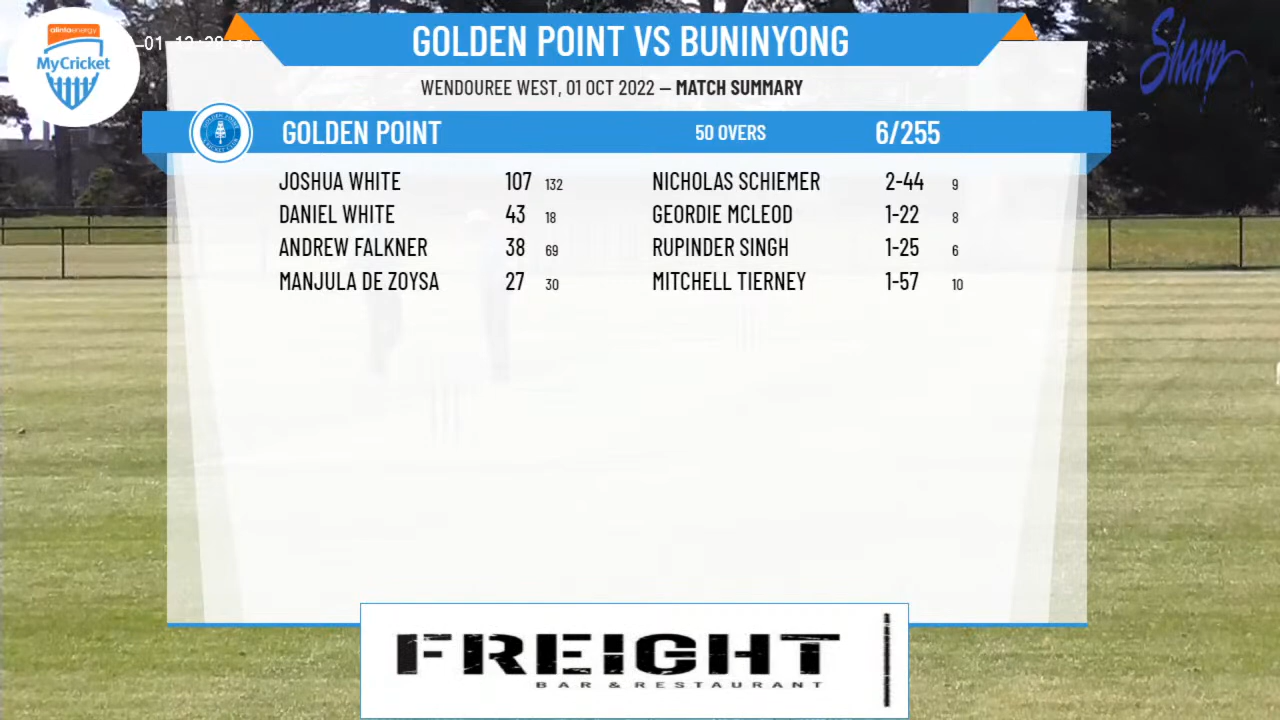 alintaenergy
MyCricket
GOLDEN POINT VS BUNINYONG
Sharp
WENDOUREE WEST, 01 OCT 2022 – MATCH SUMMARY
GOLDEN POINT 50 OVERS 6/255
JOSHUA WHITE 107 132 NICHOLAS SCHIEMER 2-44 9
DANIEL WHITE 43 18 GEORDIE MCLEOD 1-22 8
ANDREW FALKNER 38 69 RUPINDER SINGH 1-25 6
MANJULA DE ZOYSA 27 30 MITCHELL TIERNEY 1-57 10
FREIGHT
BAR & RESTAURANT